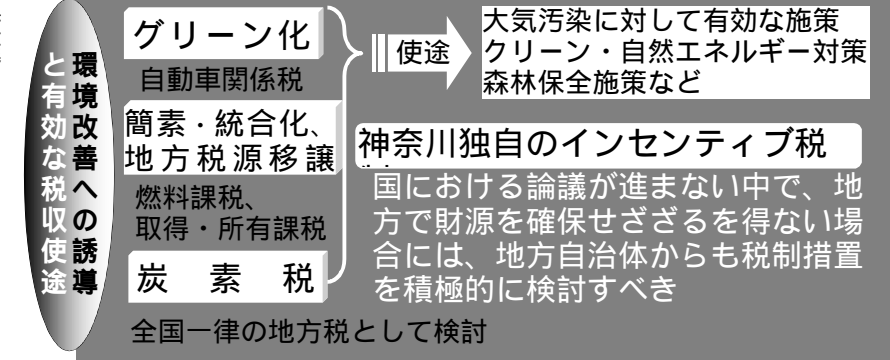 環境改善への誘導
と有効な税収使途
グリーン化
自動車関係税
簡素・統合化、
地方税源移譲
燃料課税、
取得・所有課税
炭 素 税
全国一律の地方税として検討
使途
大気汚染に対して有効な施策
クリーン・自然エネルギー対策
森林保全施策など
神奈川独自のインセンティブ税
国における論議が進まない中で、地
方で財源を確保せざるを得ない場
合には、地方自治体からも税制措置
を積極的に検討すべき